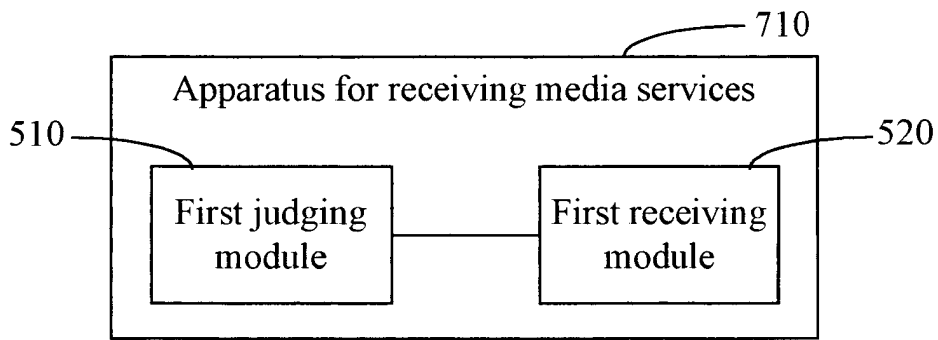 710
Apparatus for receiving media services
510
520
First judging
module
First receiving
module